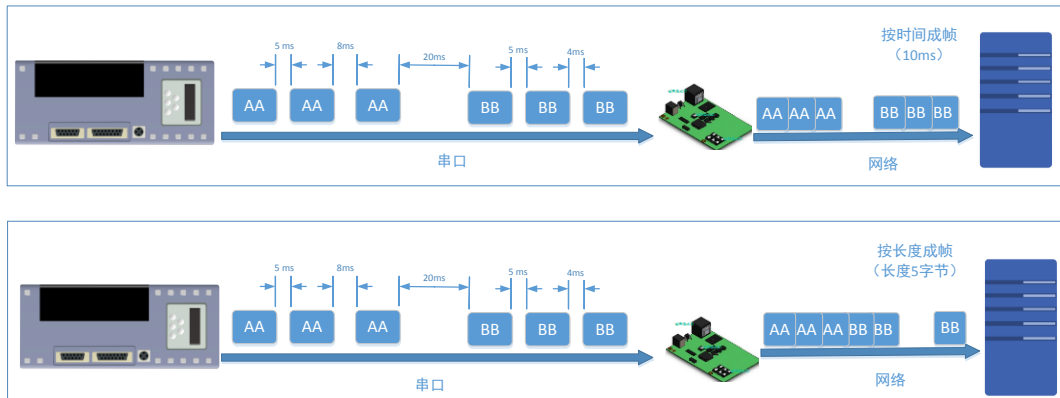 5 ms
8ms
20ms
5 ms
4ms
按时间成帧
（10ms）
AA
AA
AA
BB
BB
BB
AA AA AA
BB BB BB
串口
网络
5 ms
8ms
20ms
5 ms
4ms
按长度成帧
（长度5字节）
AA
AA
AA
BB
BB
BB
AA AA AA BB BB
BB
串口
网络